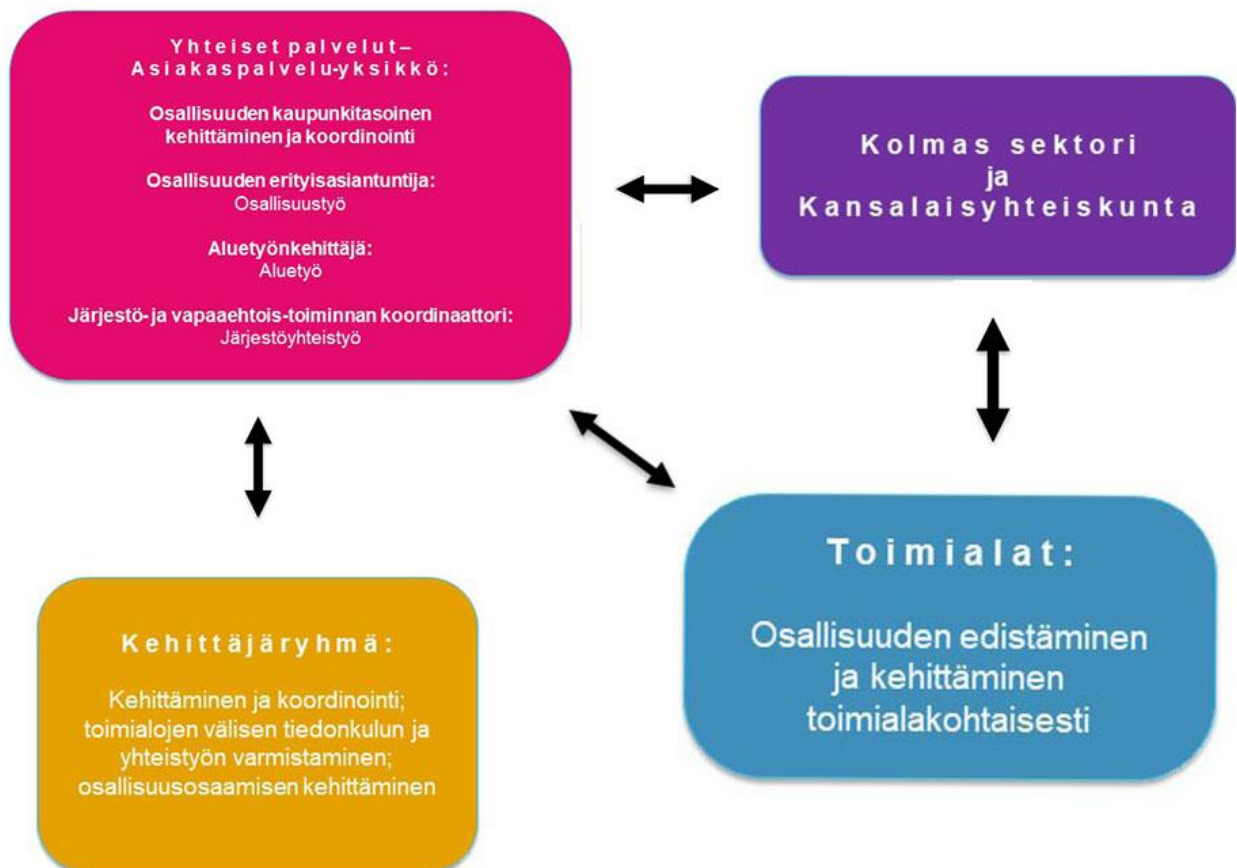 Yhteiset palvelut–
Asiakaspalvelu-yksikkö:
Osallisuuden kaupunkitasoinen
kehittäminen ja koordinointi
Osallisuuden erityisasiantuntija:
Osallisuustyö
Aluetyönkehittäjä:
Aluetyö
Järjestö-ja vapaaehtois-toiminnan koordinaattori:
Järjestöyhteistyö
Kolmas sektori
ja
Kansalaisyhteiskunta
Kehittäjäryhmä:
Kehittäminen ja koordinointi;
toimialojen välisen tiedonkulun ja
yhteistyön varmistaminen;
osallisuusosaamisen kehittäminen
Toimialat:
Osallisuuden edistäminen
ja kehittäminen
toimialakohtaisesti